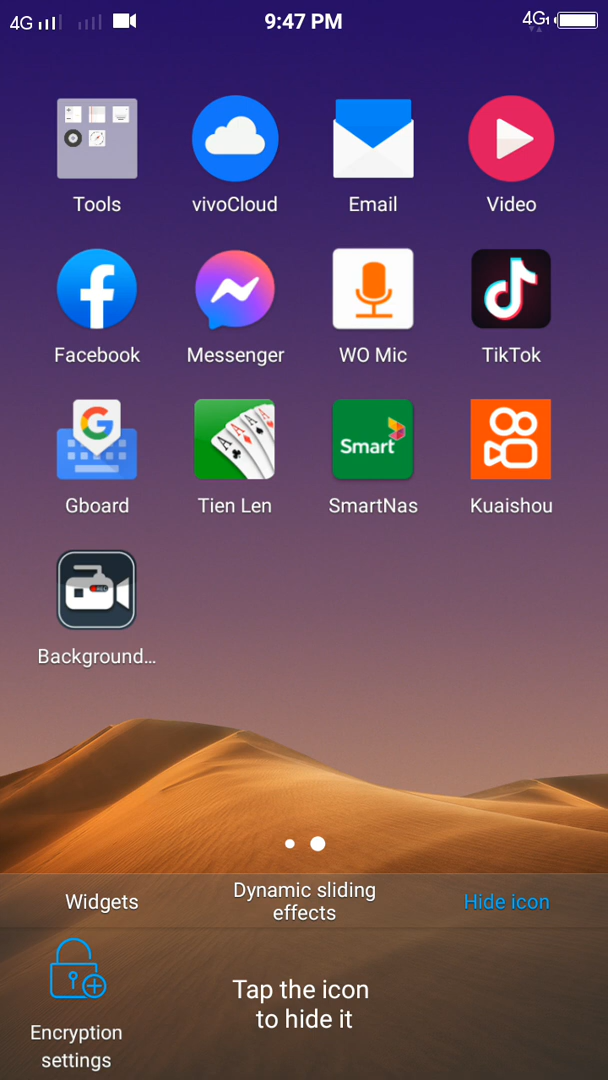 4G 9:47 PM 4G
Tools vivoCloud Email Video
Facebook Messenger WO Mic TikTok
Smart
Gboard Tien Len SmartNas Kuaishou
Background...
Widgets Dynamic sliding effects Hide icon
Tap the icon
to hide it
Encryption
settings